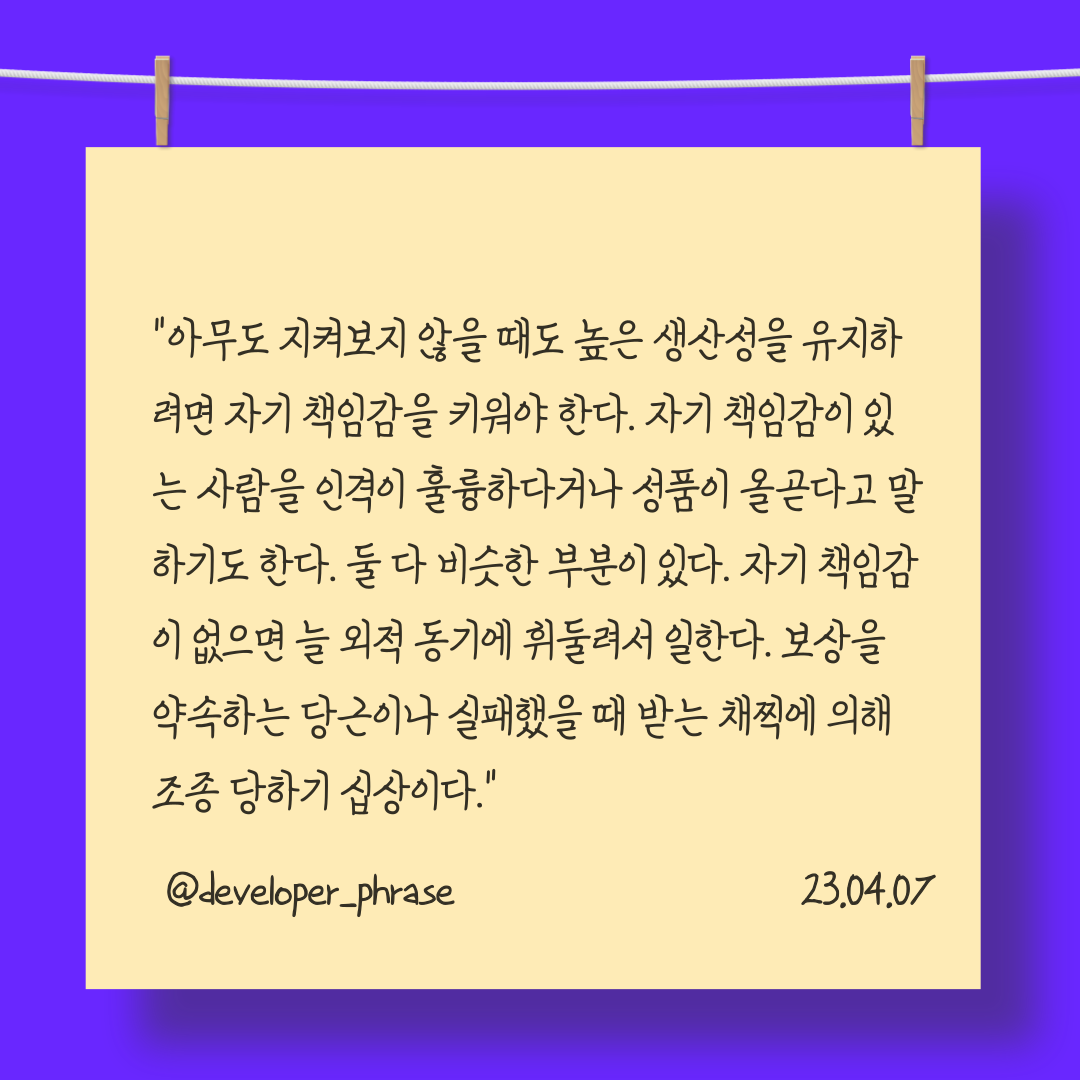 "아무도 지켜보지 않을 때도 높은 생산성을 유지하
려면 자기 책임감을 키워야 한다. 자기 책임감이 있
는 사람을 인격이 훌륭하다거나 성품이 올곧다고 말
하기도 한다. 둘 다 비슷한 부분이 있다. 자기 책임감
이 없으면 늘 외적 동기에 휘둘려서 일한다. 보상을
약속하는 당근이나 실패했을 때 받는 채찍에 의해
조종 당하기 십상이다."
@developer_phrase 23.04.07